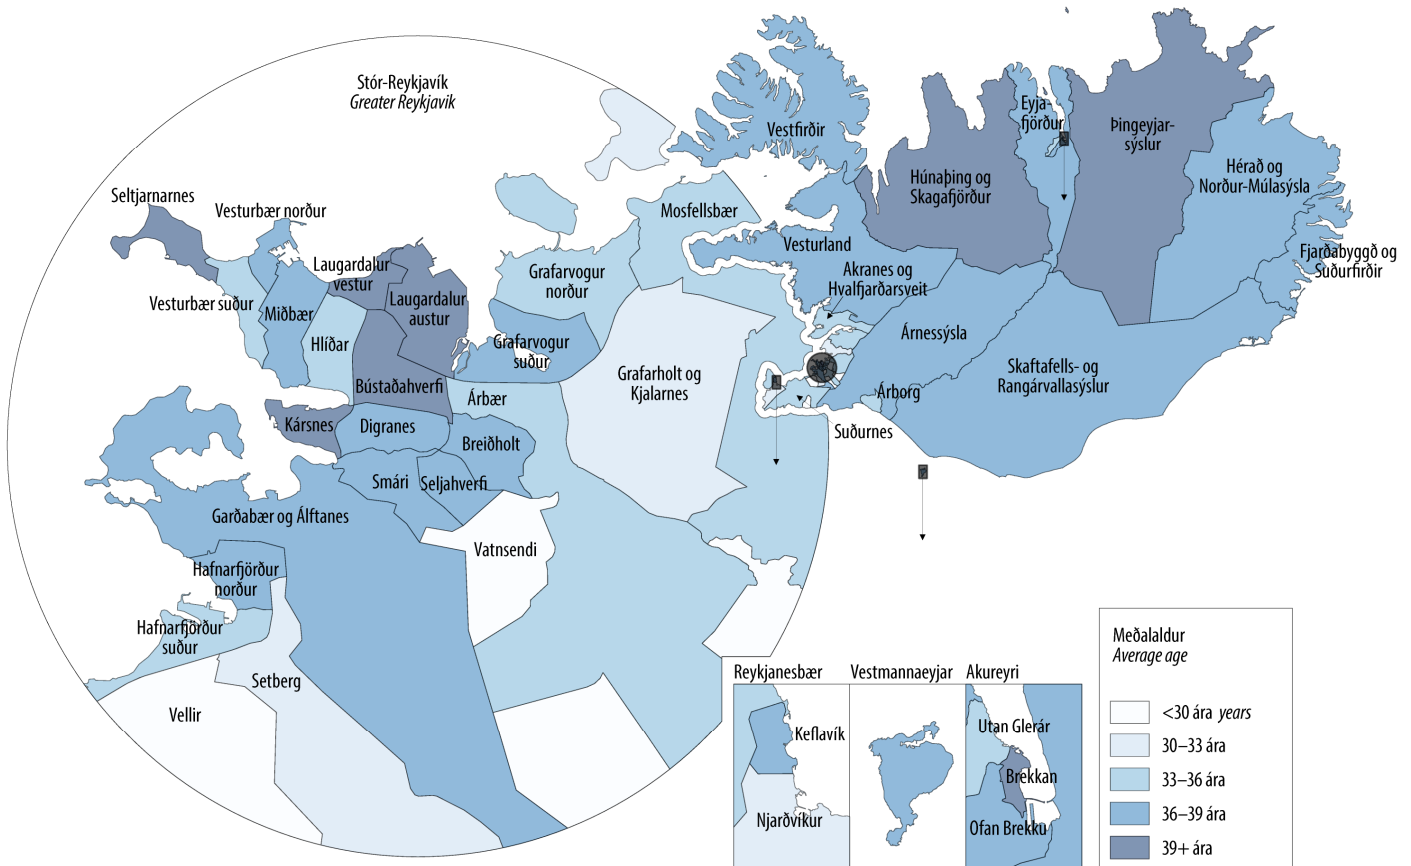 Stór-Reykjavík
Greater Reykjavik
Seltjarnarnes
Vesturbær norður
Vesturbær suður
Miðbær
Hlíðar
Laugardalur
vestur
Laugardalur
austur
Bústaðahverfi
Grafarvogur
norður
Grafarvogur
suður
Mosfellsbær
Grafarholt og
Kjalarnes
Árbær
Kársnes
Digranes
Breiðholt
Smári
Seljahverfi
Garðabær og Álftanes
Vatnsendi
Hafnarfjörður
norður
Hafnarfjörður
suður
Setberg
Vellir
Vestfirðir
Vesturland
Akranes og
Hvalfjarðarsveit
Húnaþing og
Skagafjörður
Eyja-
fjörður
Þingeyjar-
sýslur
Hérað og
Norður-Múlasýsla
Fjarðabyggð og
Suðurfirðir
Árnessýsla
Skaftafells- og
Rangárvallasýslur
Árborg
Suðurnes
Reykjanesbær
Keflavík
Njarðvíkur
Vestmannaeyjar
Akureyri
Utan Glerár
Brekkan
Ofan Brekku
Meðalaldur
Average age
<30 ára years
30–33 ára
33–36 ára
36–39 ára
39+ ára